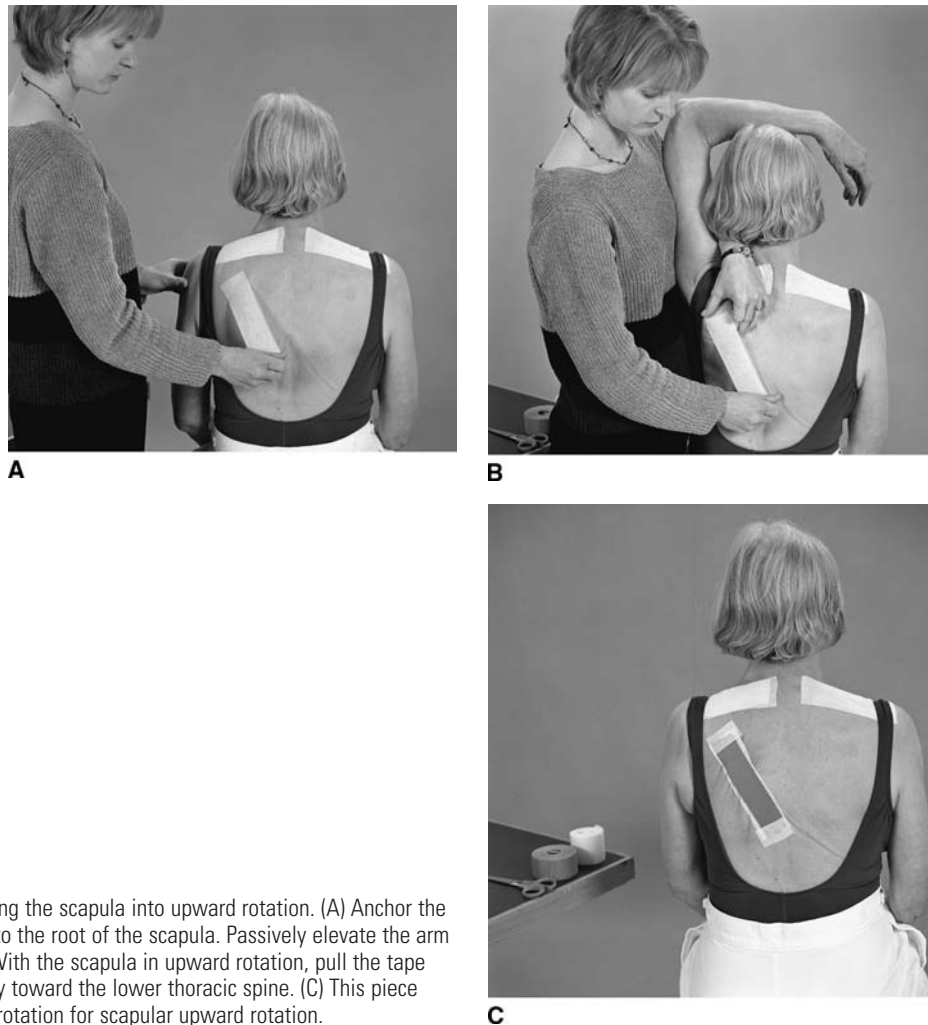 A
B
ng the scapula into upward rotation. (A) Anchor the
to the root of the scapula. Passively elevate the arm
With the scapula in upward rotation, pull the tape
y toward the lower thoracic spine. (C) This piece
rotation for scapular upward rotation.
C